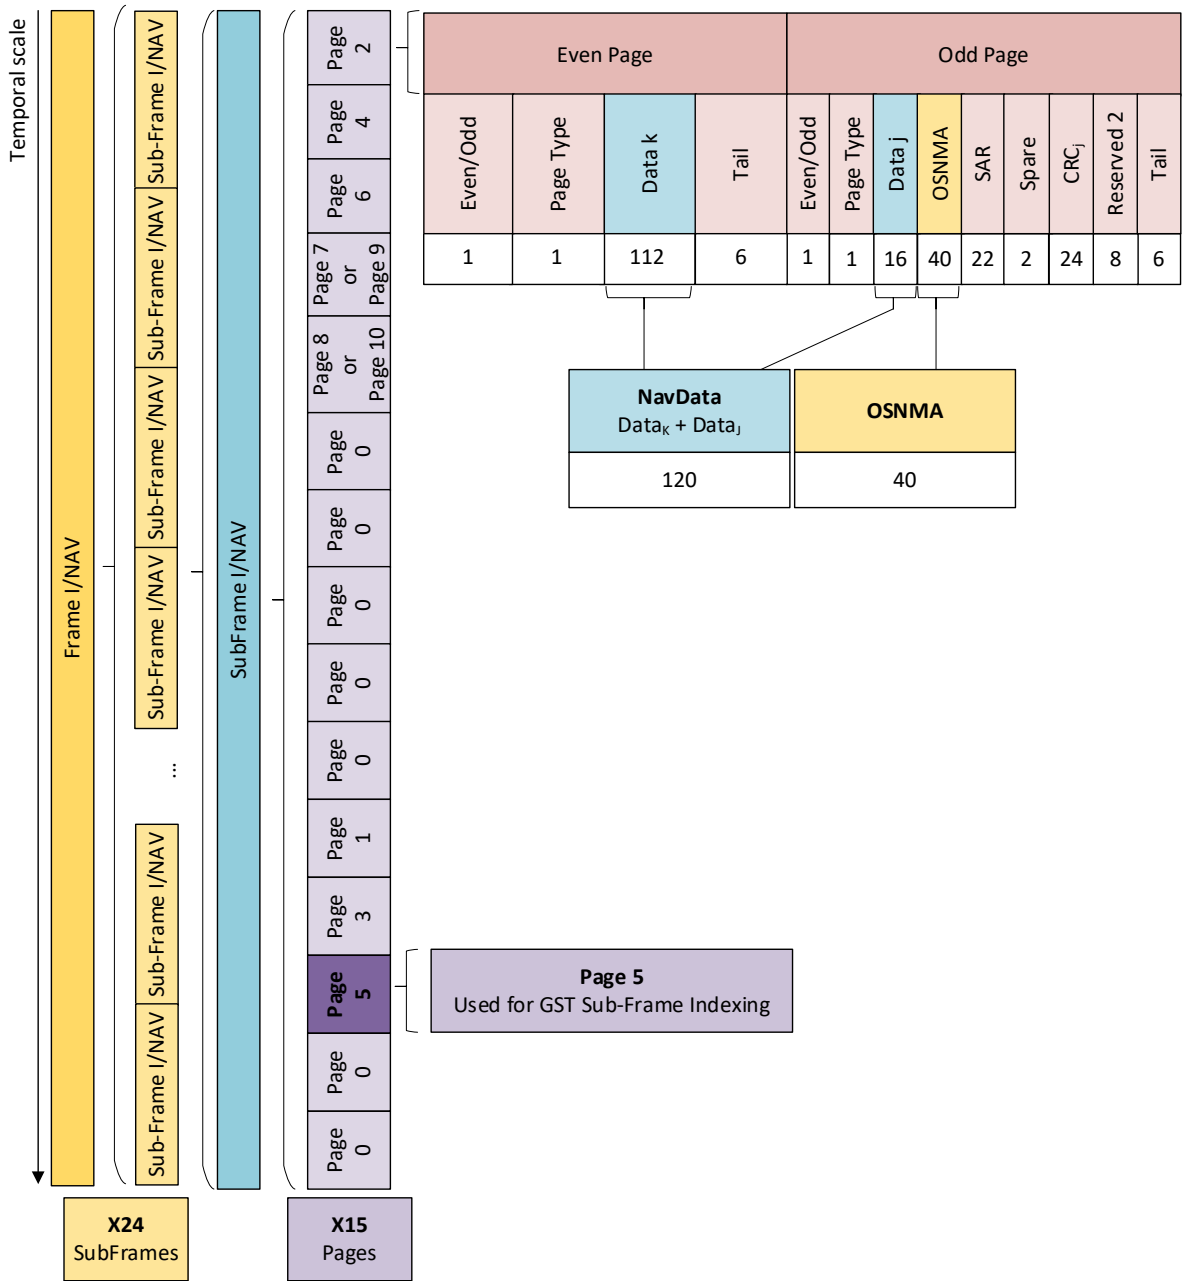 Temporal scale
Frame I/NAV
Sub-Frame I/NAV
Sub-Frame I/NAV
Sub-Frame I/NAV
Sub-Frame I/NAV
...
Sub-Frame I/NAV
Sub-Frame I/NAV
SubFrame I/NAV
Page
2
Page
4
Page
6
Page 7
or
Page 9
Page 8
or
Page 10
Page
0
Page
0
Page
0
Page
0
Page
0
Page
1
Page
3
Page
5
Page
0
Page
0
Even Page
Odd Page
Even/Odd
Page Type
Data k
Tail
Even/Odd
Page Type
Data j
OSNMA
SAR
Spare
CRCj
Reserved 2
Tail
1 1 112 6 1 1 16 40 22 2 24 8 6
NavData
DataK + DataJ
120
OSNMA
40
Page 5
Used for GST Sub-Frame Indexing
X24
SubFrames
X15
Pages